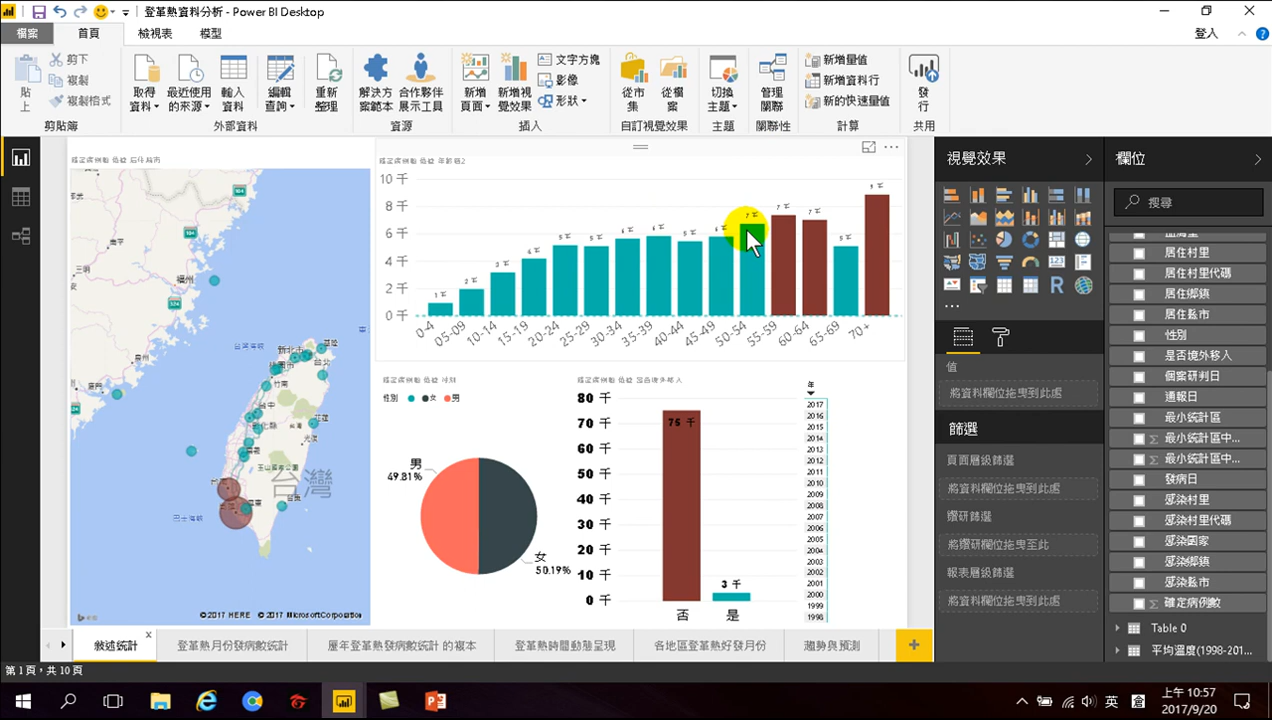 登革熱資料分析 - Power BI Desktop
檔案 首頁 檢視表 模型 登入
貼上
剪下
複製
複製格式
剪貼簿
取得資料
最近使用的來源
輸入資料
編輯查詢
重新整理
外部資料
解決方案範本
合作夥伴展示工具
資源
新增頁面
新增視覺效果
文字方塊
影像
形狀
插入
從市集
從檔案
自訂視覺效果
切換主題
主題
管理關聯
關聯性
新增量值
新增資料行
新的快速量值
計算
發行
共用
10 千
8 千
6 千
4 千
2 千
0 千
0-4 05-09 10-14 15-19 20-24 25-29 30-34 35-39 40-44 45-49 50-54 55-59 60-64 65-69 70+
福州
新北市
台北
台中
台灣
© 2017 HERE © 2017 Microsoft Corporation
性別 女 男
男
49.81%
女
50.19%
80 千
70 千
60 千
50 千
40 千
30 千
20 千
10 千
0 千
75 千
3 千
否 是
年
2017
2016
2015
2014
2013
2012
2011
2010
2009
2008
2007
2006
2005
2004
2003
2002
2001
2000
1999
1998
視覺效果
值
將資料欄位拖曳到此處
篩選
頁面層級篩選
將資料欄位拖曳到此處
鑽研篩選
將鑽研欄位拖曳至此
報表層級篩選
將資料欄位拖曳到此處
欄位
搜尋
居住村里
居住村里代碼
居住鄉鎮
居住縣市
性別
是否境外移入
個案研判日
通報日
最小統計區
最小統計區中...
最小統計區中...
發病日
感染村里
感染村里代碼
感染國家
感染鄉鎮
感染縣市
確定病例數
Table 0
平均溫度(1998-201...
敘述統計 登革熱月份發病數統計 歷年登革熱發病數統計 的複本 登革熱時間動態呈現 各地區登革熱好發月份 趨勢與預測
第 1 頁，共 10 頁
英
上午 10:57
2017/9/20